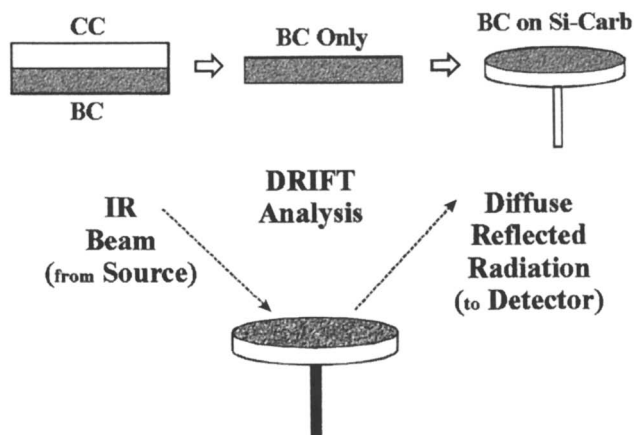 CC
BC Only
BC on Si-Carb
BC
DRIFT
Analysis
IR
Beam
(from Source)
Diffuse
Reflected
Radiation
(to Detector)